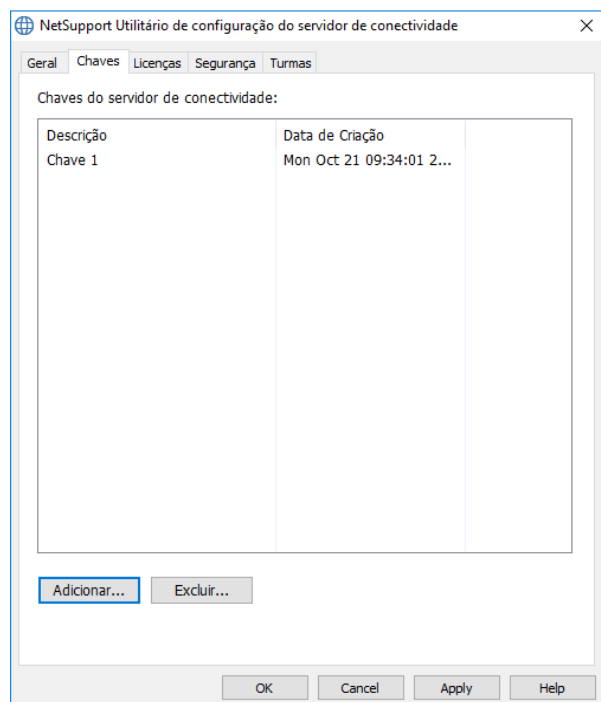 NetSupport Utilitário de configuração do servidor de conectividade
Geral Chaves Licenças Segurança Turmas
Chaves do servidor de conectividade:
Descrição Data de Criação
Chave 1 Mon Oct 21 09:34:01 2...
Adicionar... Excluir...
OK Cancel Apply Help